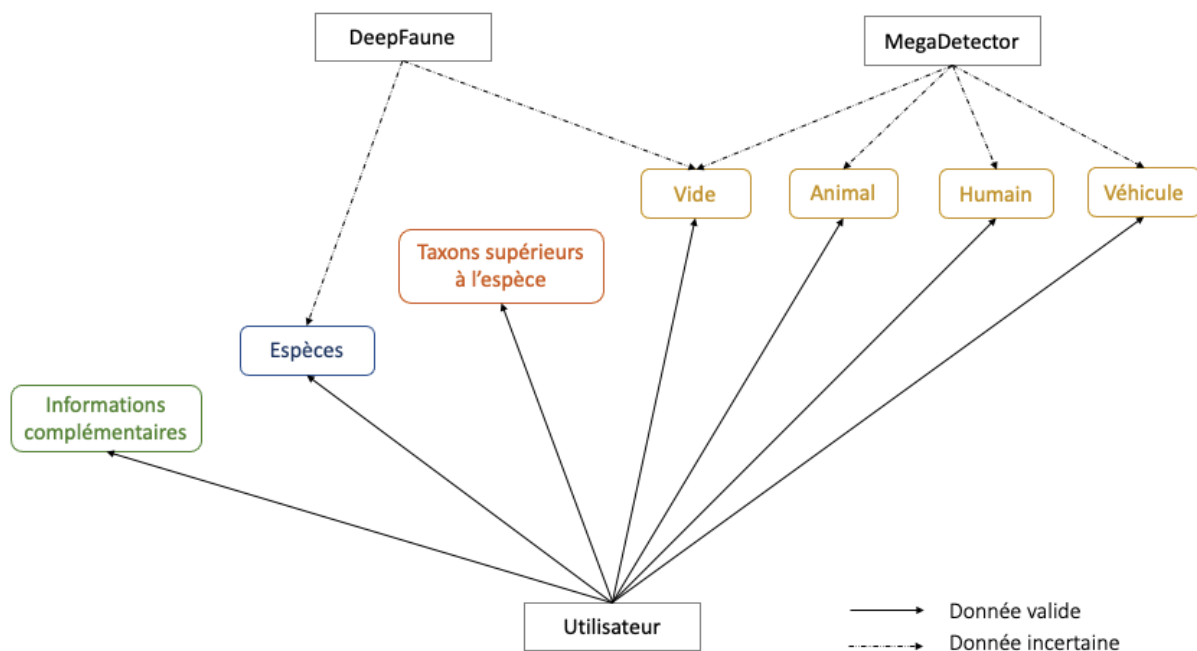 DeepFaune
MegaDetector
Vide
Animal
Humain
Véhicule
Taxons supérieurs
à l'espèce
Espèces
Informations
complémentaires
Utilisateur
Donnée valide
Donnée incertaine